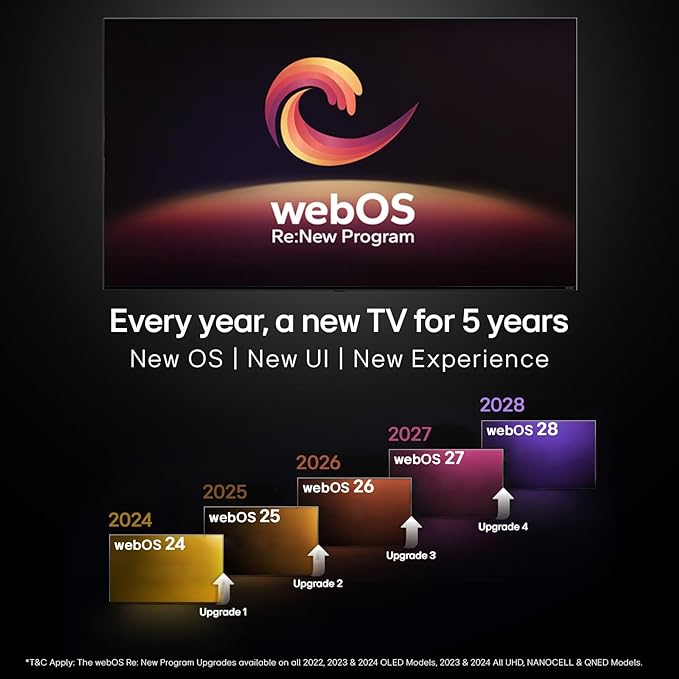 webOS
Re:New Program
Every year, a new TV for 5 years
New OS | New UI | New Experience
2028
webOS 28
2027
webOS 27
2026
webOS 26
2025
webOS 25
2024
webOS 24
Upgrade 4
Upgrade 3
Upgrade 2
Upgrade 1
*T&C Apply: The webOS Re: New Program Upgrades available on all 2022, 2023 & 2024 OLED Models, 2023 & 2024 All UHD, NANOCELL & QNED Models.